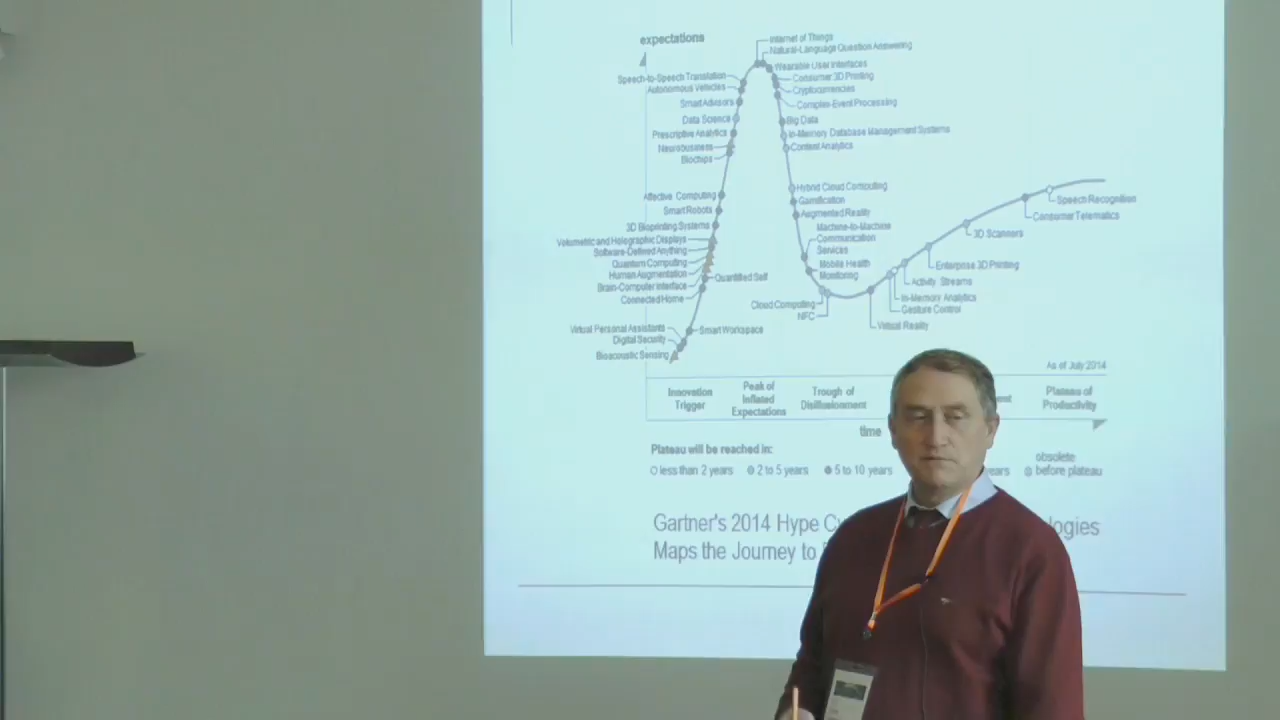 expectations
Internet of Things
Natural-Language Question Answering
Wearable User Interfaces
Speech-to-Speech Translation
Consumer 3D Printing
Autonomous Vehicles
Cryptocurrencies
Smart Advisors
Complex-Event Processing
Data Science
Big Data
Prescriptive Analytics
In-Memory Database Management Systems
Neurobusiness
Content Analytics
Biochips
Hybrid Cloud Computing
Affective Computing
Gamification
Smart Robots
Augmented Reality
3D Bioprinting Systems
Machine-to-Machine
Communication
Services
Volumetric and Holographic Displays
Software-Defined Anything
Quantum Computing
Mobile Health
Monitoring
Human Augmentation
Quantified Self
Brain-Computer Interface
Connected Home
Speech Recognition
Consumer Telematics
3D Scanners
Enterprise 3D Printing
Activity Streams
In-Memory Analytics
Gesture Control
Virtual Reality
Cloud Computing
NFC
Virtual Personal Assistants
Smart Workspace
Digital Security
Bioacoustic Sensing
As of July 2014
Innovation
Trigger
Peak of
Inflated
Expectations
Trough of
Disillusionment
Plateau of
Productivity
time
Plateau will be reached in:
less than 2 years 2 to 5 years 5 to 10 years
obsolete
before plateau
Gartner's 2014 Hype
Maps the Journey to